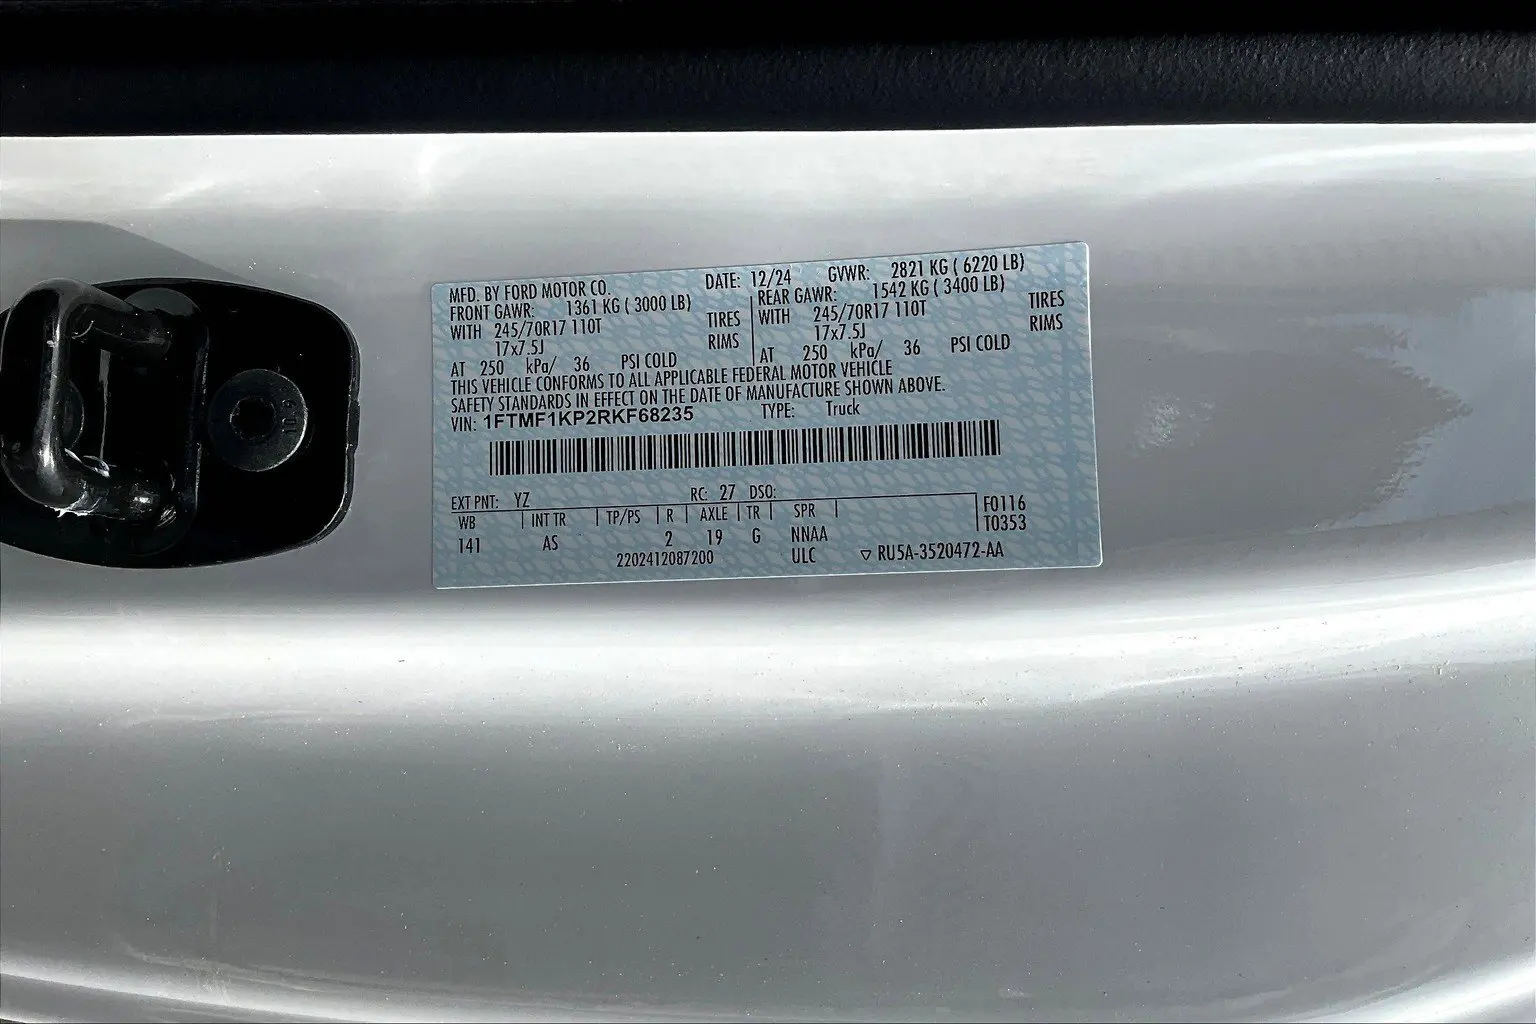 MFD. BY FORD MOTOR CO.
DATE: 12/24 GVWR: 2821 KG ( 6220 LB)
FRONT GAWR: 1361 KG ( 3000 LB)
WITH 245/70R17 110T TIRES
17x7.5J RIMS
AT 250 kPa/ 36 PSI COLD
REAR GAWR: 1542 KG ( 3400 LB)
WITH 245/70R17 110T TIRES
17x7.5J RIMS
AT 250 kPa/ 36 PSI COLD
THIS VEHICLE CONFORMS TO ALL APPLICABLE FEDERAL MOTOR VEHICLE
SAFETY STANDARDS IN EFFECT ON THE DATE OF MANUFACTURE SHOWN ABOVE.
VIN: 1FTMF1KP2RKF68235 TYPE: Truck
EXT PNT: YZ RC: 27 DSO:
WB INT TR TP/PS R AXLE TR SPR F0116
T0353
141 AS 2 19 G NNAA
2202412087200 ULC ▽ RU5A-3520472-AA
10.9